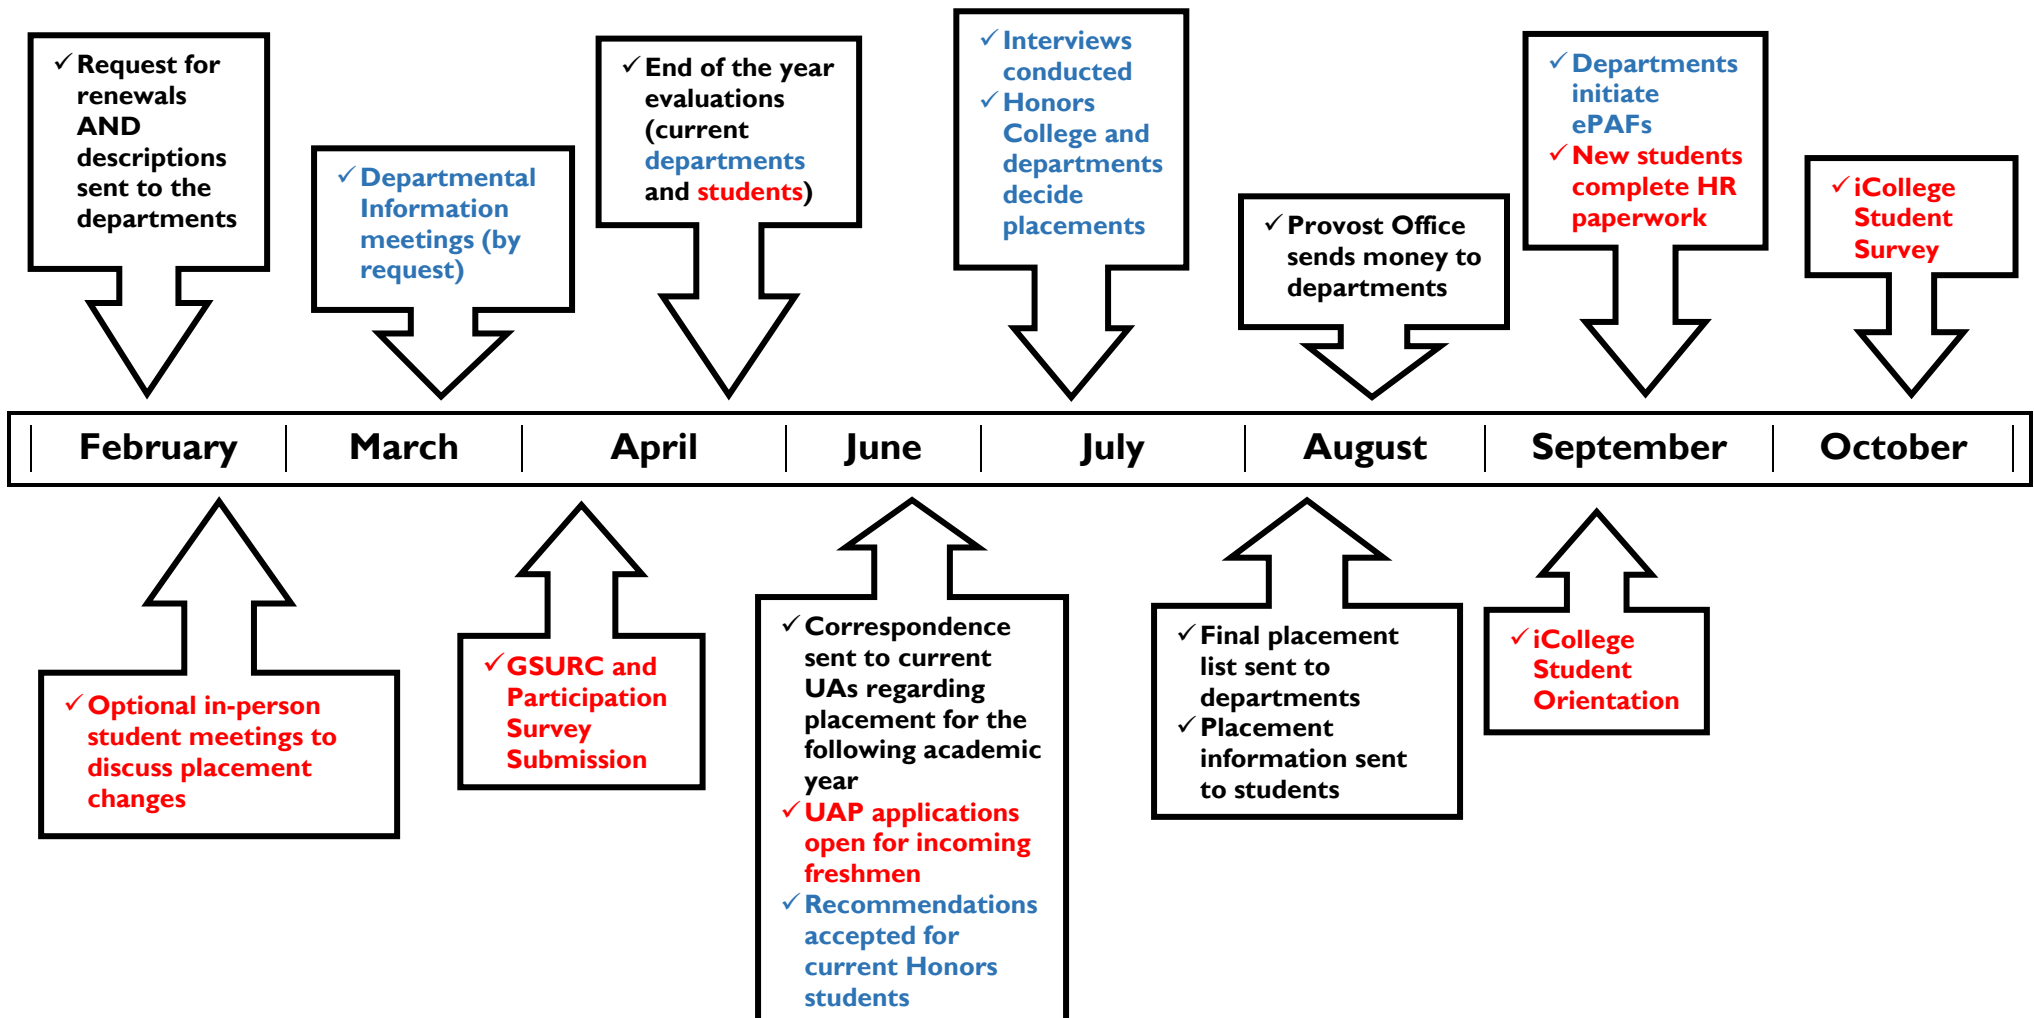 ✓ Request for
renewals
AND
descriptions
sent to the
departments
✓ Departmental
Information
meetings (by
request)
✓ End of the year
evaluations
(current
departments
and students)
✓ Interviews
conducted
✓ Honors
College and
departments
decide
placements
✓ Provost Office
sends money to
departments
✓ Departments
initiate
ePAFs
✓ New students
complete HR
paperwork
✓ iCollege
Student
Survey
February
March
April
June
July
August
September
October
✓ Optional in-person
student meetings to
discuss placement
changes
✓ GSURC and
Participation
Survey
Submission
✓ Correspondence
sent to current
UAs regarding
placement for the
following academic
year
✓ UAP applications
open for incoming
freshmen
✓ Recommendations
accepted for
current Honors
students
✓ Final placement
list sent to
departments
✓ Placement
information sent
to students
✓ iCollege
Student
Orientation